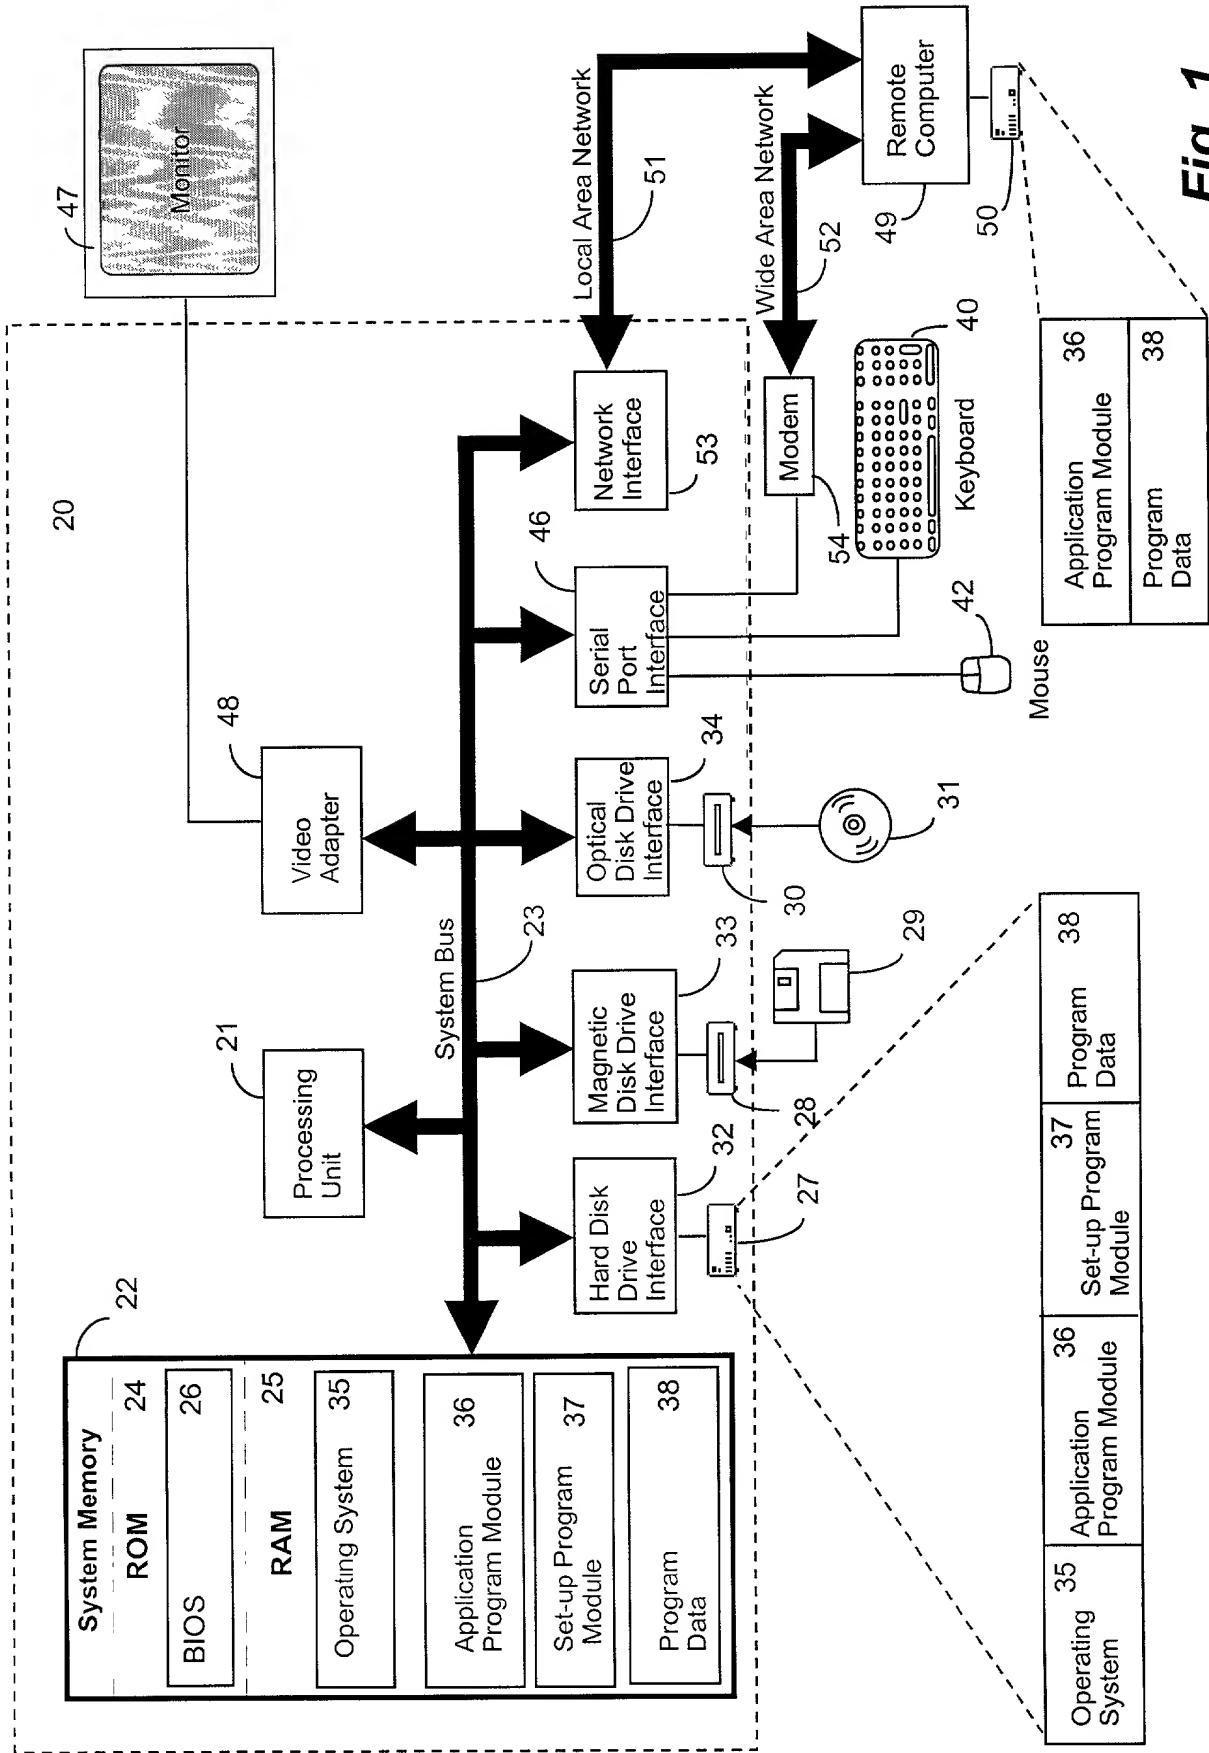 System Memory
ROM
24
BIOS
26
RAM
25
Operating System
35
Application
Program Module
36
Set-up Program
Module
37
Program
Data
38
22
20
Processing
Unit
21
Video
Adapter
48
Monitor
47
System Bus
23
Hard Disk
Drive
Interface
32
Magnetic
Disk Drive
Interface
33
Optical
Disk Drive
Interface
34
Serial
Port
Interface
46
Network
Interface
53
Local Area Network
51
27
28
29
30
31
Modem
54
Wide Area Network
52
Mouse
42
Keyboard
40
Remote
Computer
49
50
Operating
System
35
Application
Program Module
36
Set-up Program
Module
37
Program
Data
38
Application
Program Module
36
Program
Data
38
Fig. 1